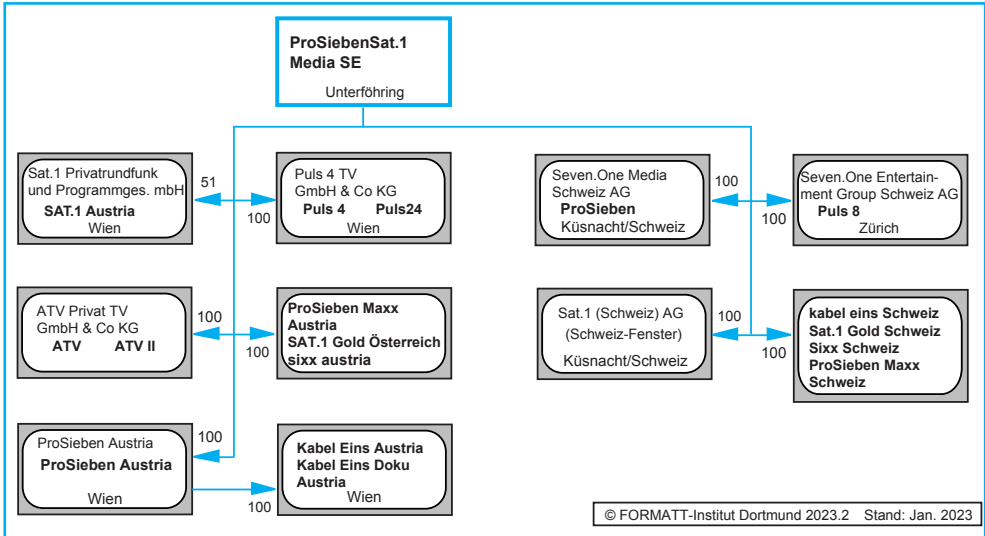 ProSiebenSat.1
Media SE
Unterföhring
Sat.1 Privatrundfunk
und Programmges. mbH
SAT.1 Austria
Wien
51
100
Puls 4 TV
GmbH & Co KG
Puls 4 Puls24
Wien
Seven.One Media
Schweiz AG
ProSieben
Küsnacht/Schweiz
100
100
Seven.One Entertain-
ment Group Schweiz AG
Puls 8
Zürich
ATV Privat TV
GmbH & Co KG
ATV ATV II
100
100
ProSieben Maxx
Austria
SAT.1 Gold Österreich
sixx austria
Sat.1 (Schweiz) AG
(Schweiz-Fenster)
Küsnacht/Schweiz
100
100
kabel eins Schweiz
Sat.1 Gold Schweiz
Sixx Schweiz
ProSieben Maxx
Schweiz
ProSieben Austria
ProSieben Austria
Wien
100
100
Kabel Eins Austria
Kabel Eins Doku
Austria
Wien
© FORMATT-Institut Dortmund 2023.2 Stand: Jan. 2023